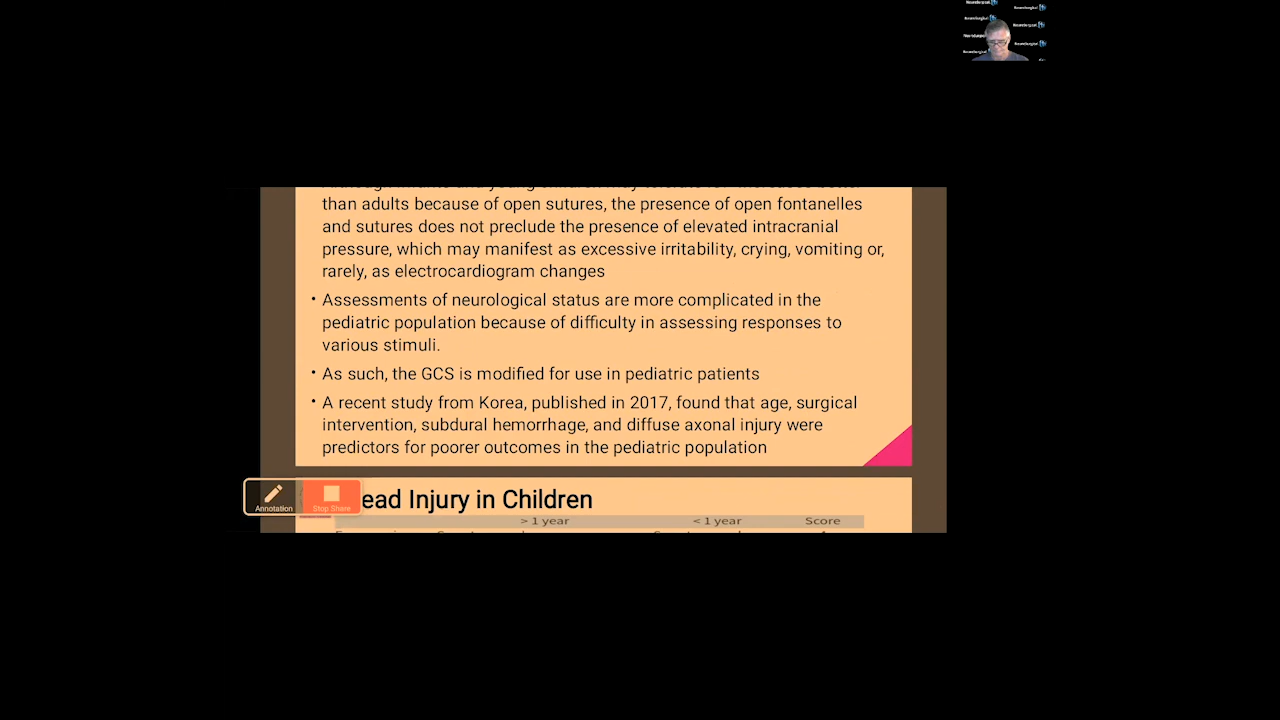 than adults because of open sutures, the presence of open fontanelles
and sutures does not preclude the presence of elevated intracranial
pressure, which may manifest as excessive irritability, crying, vomiting or,
rarely, as electrocardiogram changes
• Assessments of neurological status are more complicated in the
pediatric population because of difficulty in assessing responses to
various stimuli.
• As such, the GCS is modified for use in pediatric patients
• A recent study from Korea, published in 2017, found that age, surgical
intervention, subdural hemorrhage, and diffuse axonal injury were
predictors for poorer outcomes in the pediatric population
Annotation
Stop Share
ead Injury in Children
> 1 year < 1 year Score